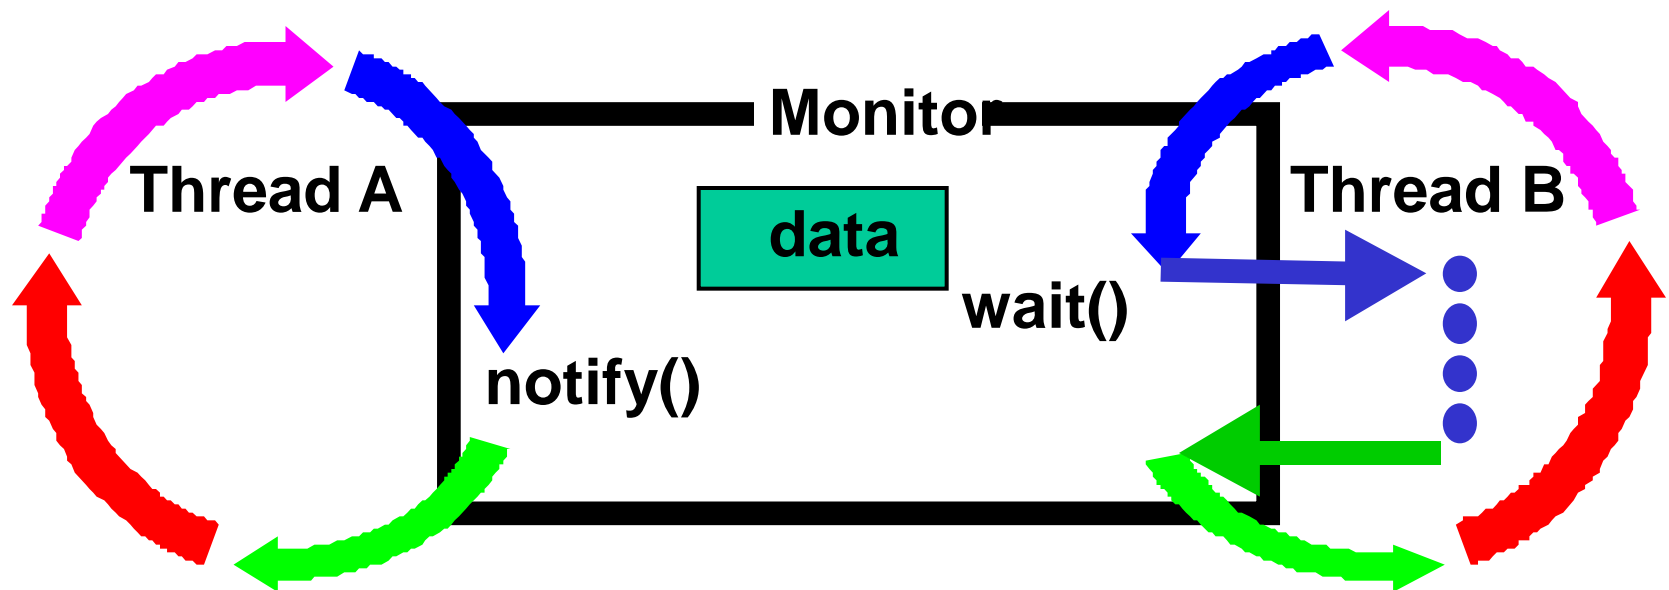 Monitor
Thread A
Thread B
data
wait()
notify()